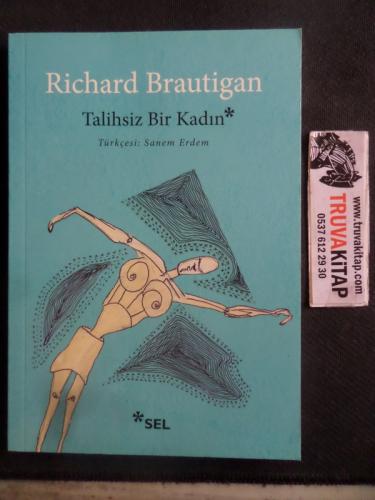 Richard Brautigan
Talihsiz Bir Kadın*
Türkçesi: Sanem Erdem
*SEL
www.truvakitap.com
TRUVAKİTAP
0537 612 29 30